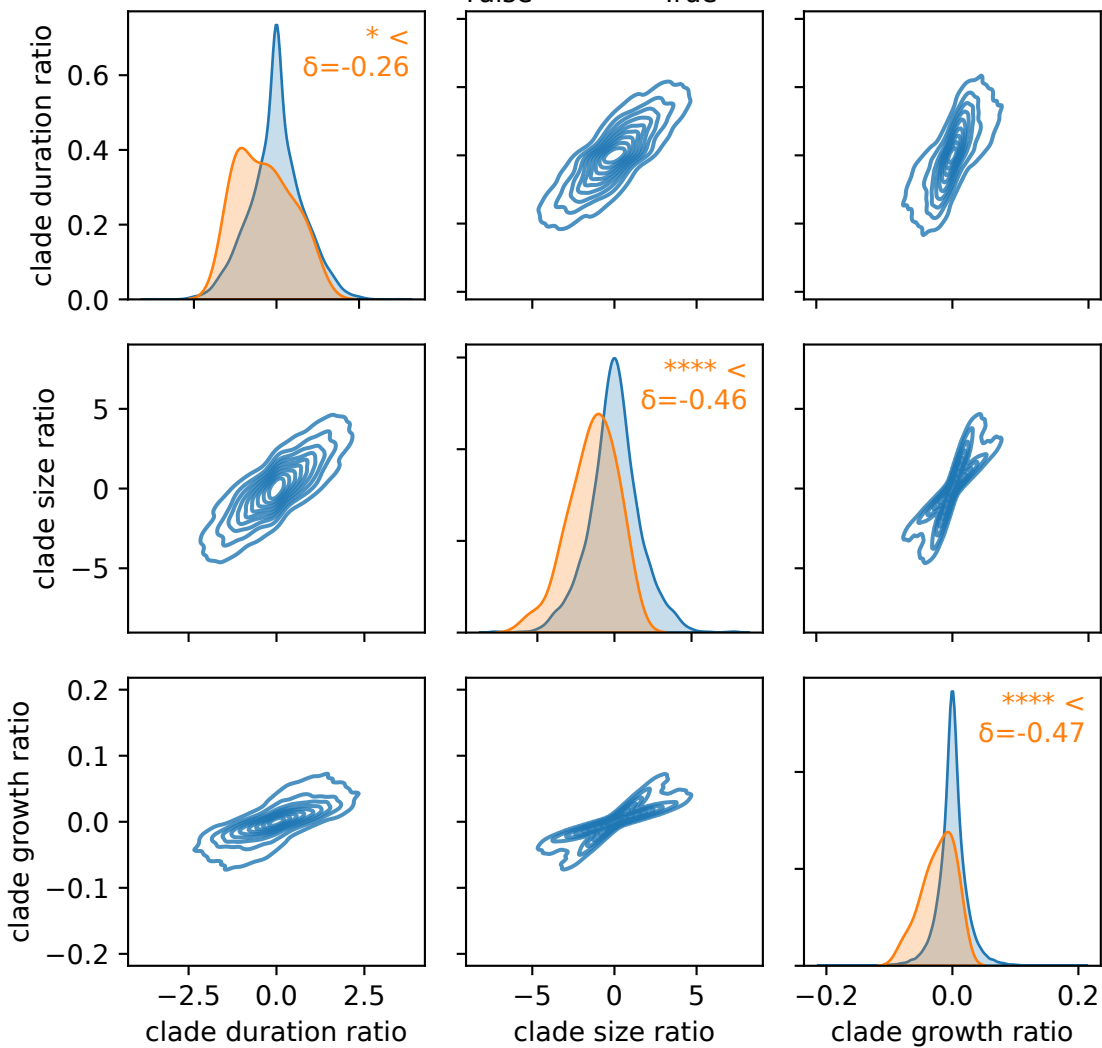 * <
δ=-0.26
clade duration ratio
0.6
0.4
0.2
0.0
**** <
δ=-0.46
clade size ratio
5
0
−5
**** <
δ=-0.47
clade growth ratio
0.2
0.1
0.0
−0.1
−0.2
−2.5 0.0 2.5
−5 0 5
−0.2 0.0 0.2
clade duration ratio
clade size ratio
clade growth ratio